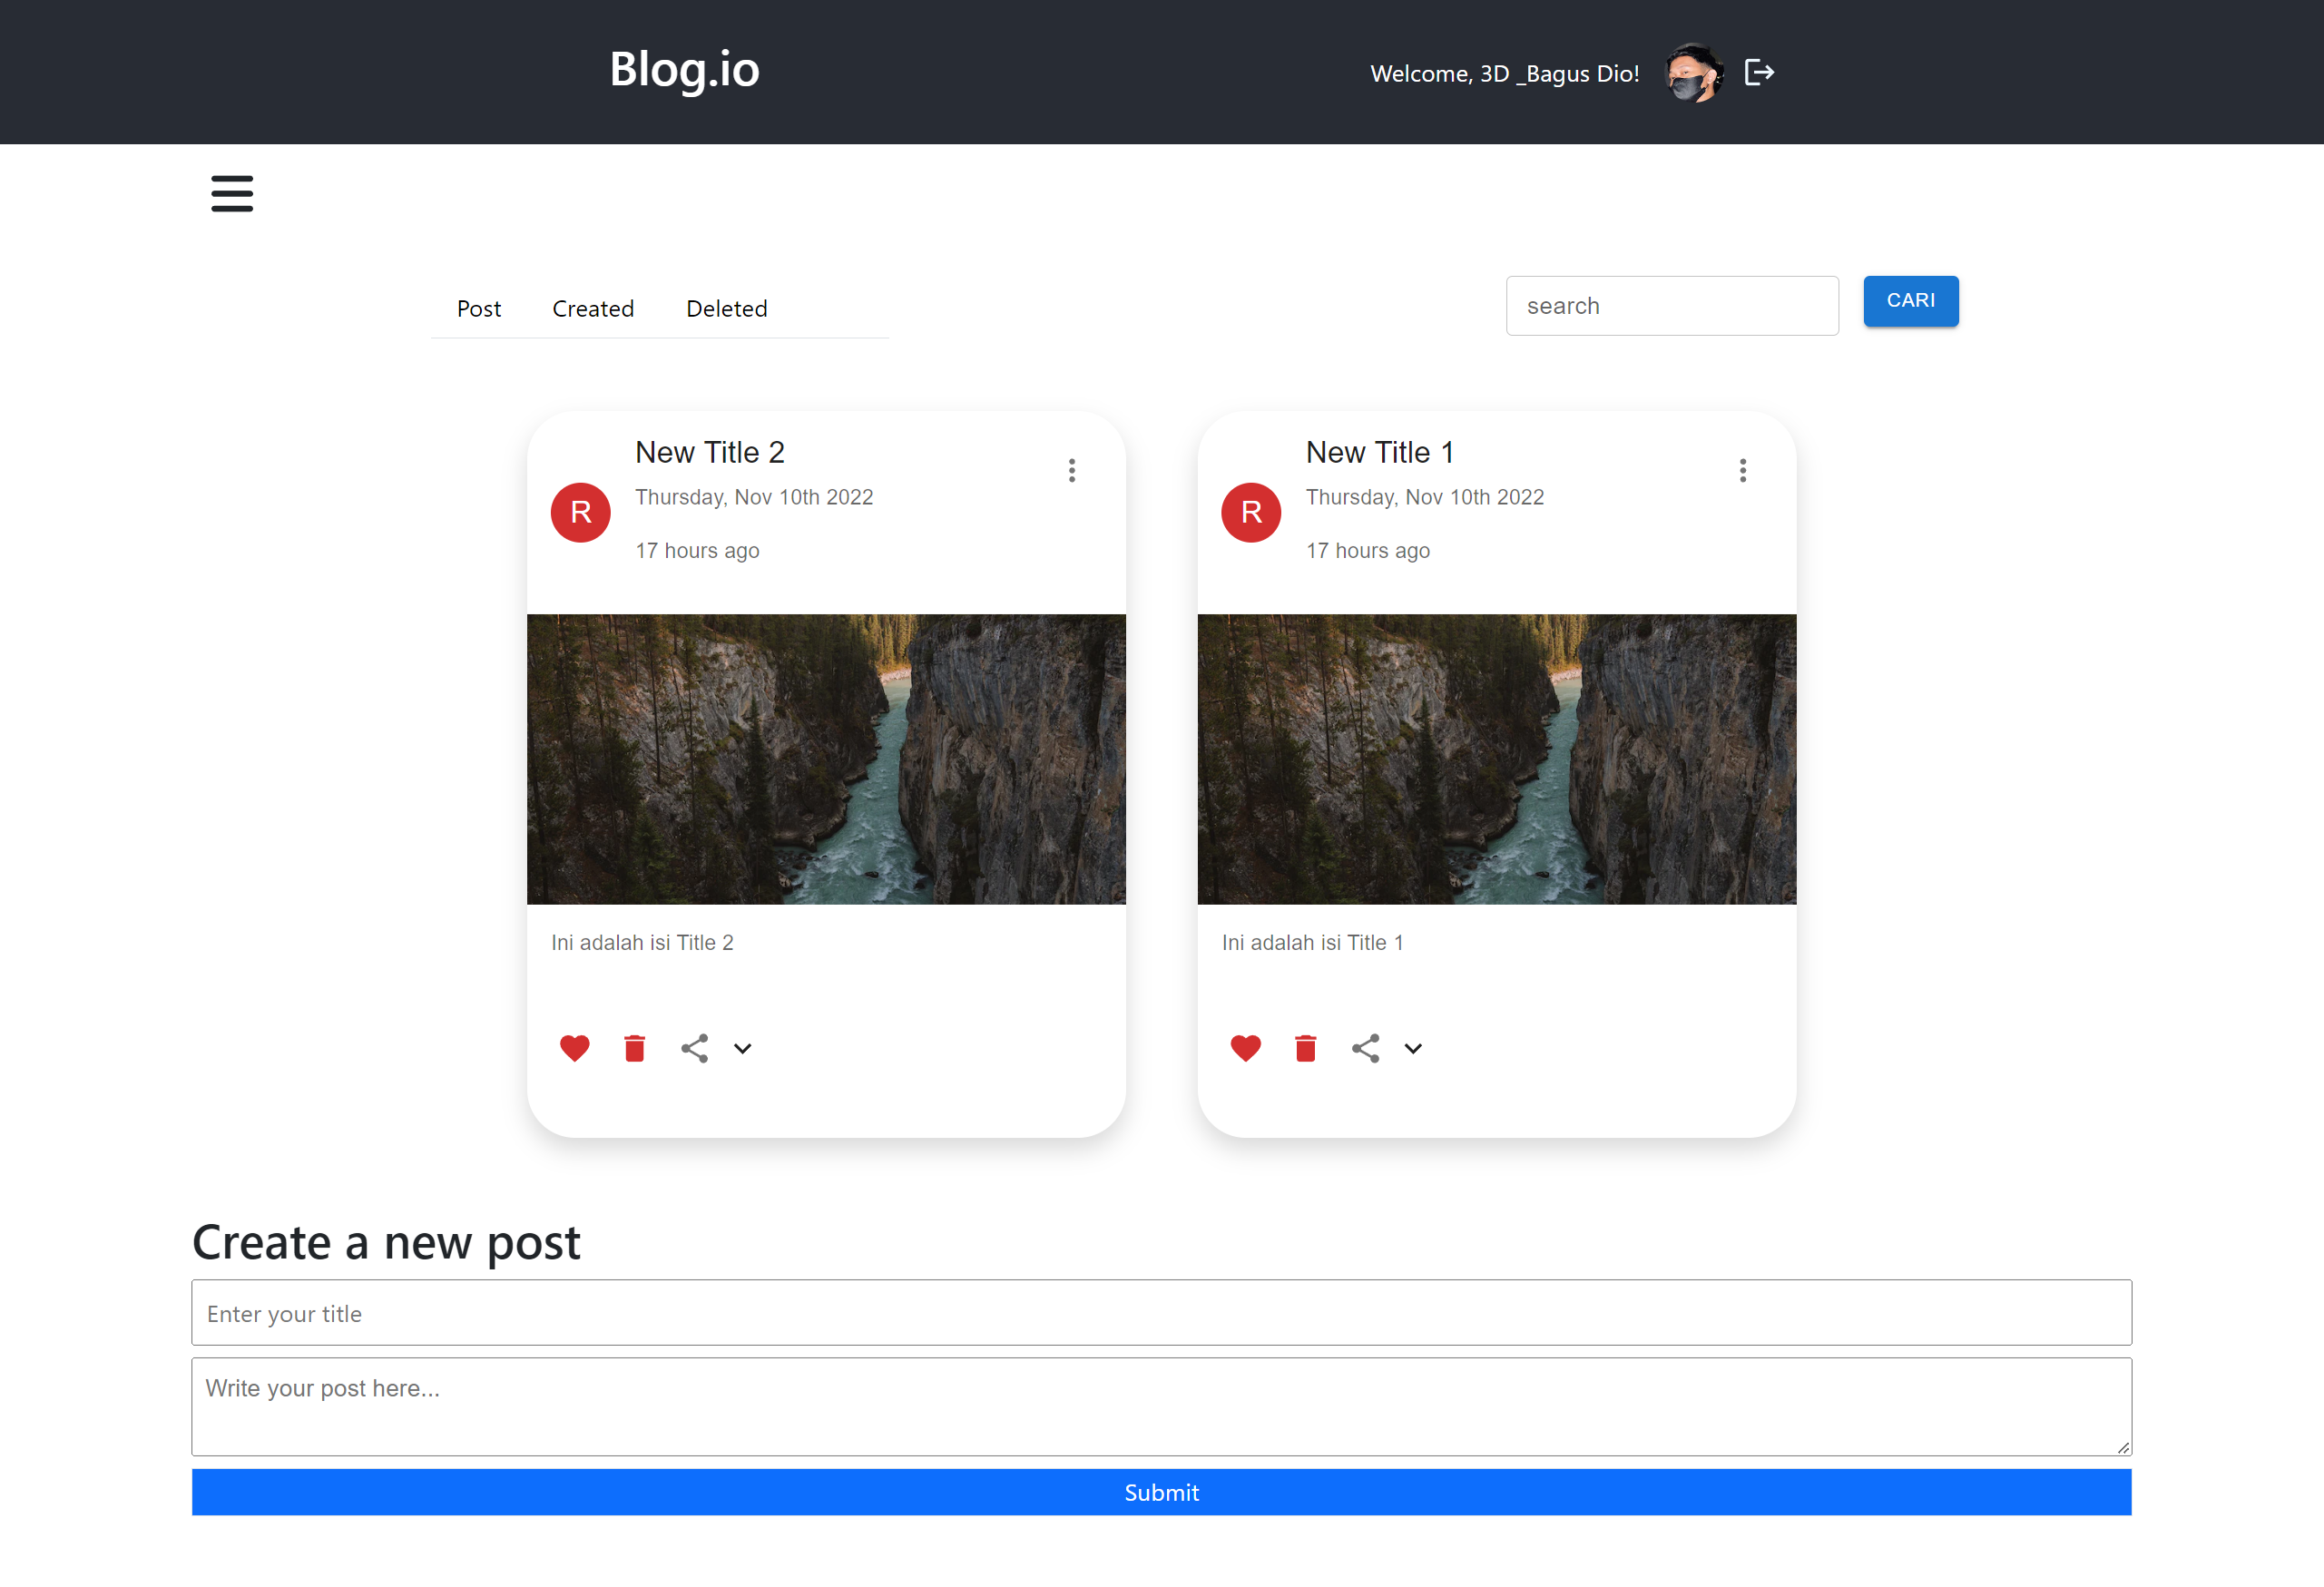 Blog.io
Welcome, 3D _Bagus Dio!
Post Created Deleted
search
CARI
New Title 2
Thursday, Nov 10th 2022
R
17 hours ago
Ini adalah isi Title 2
New Title 1
Thursday, Nov 10th 2022
R
17 hours ago
Ini adalah isi Title 1
Create a new post
Enter your title
Write your post here...
Submit